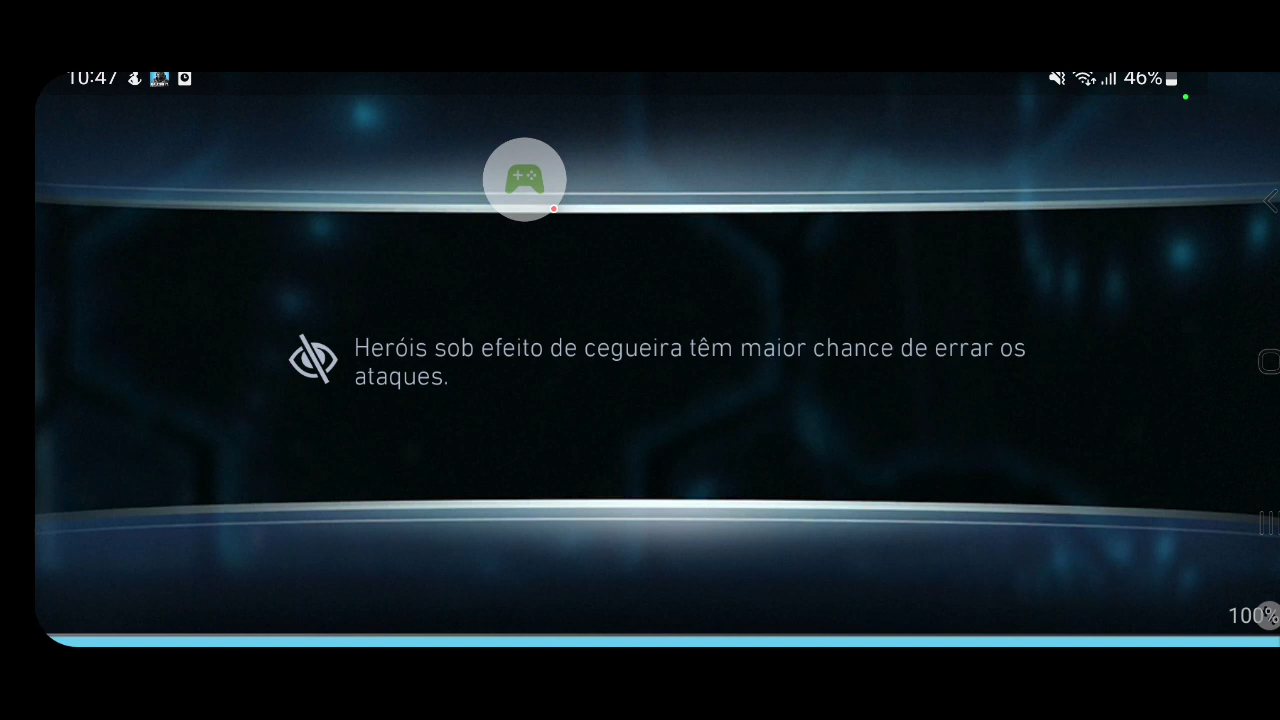 10:47
46%
Heróis sob efeito de cegueira têm maior chance de errar os
ataques.
100%